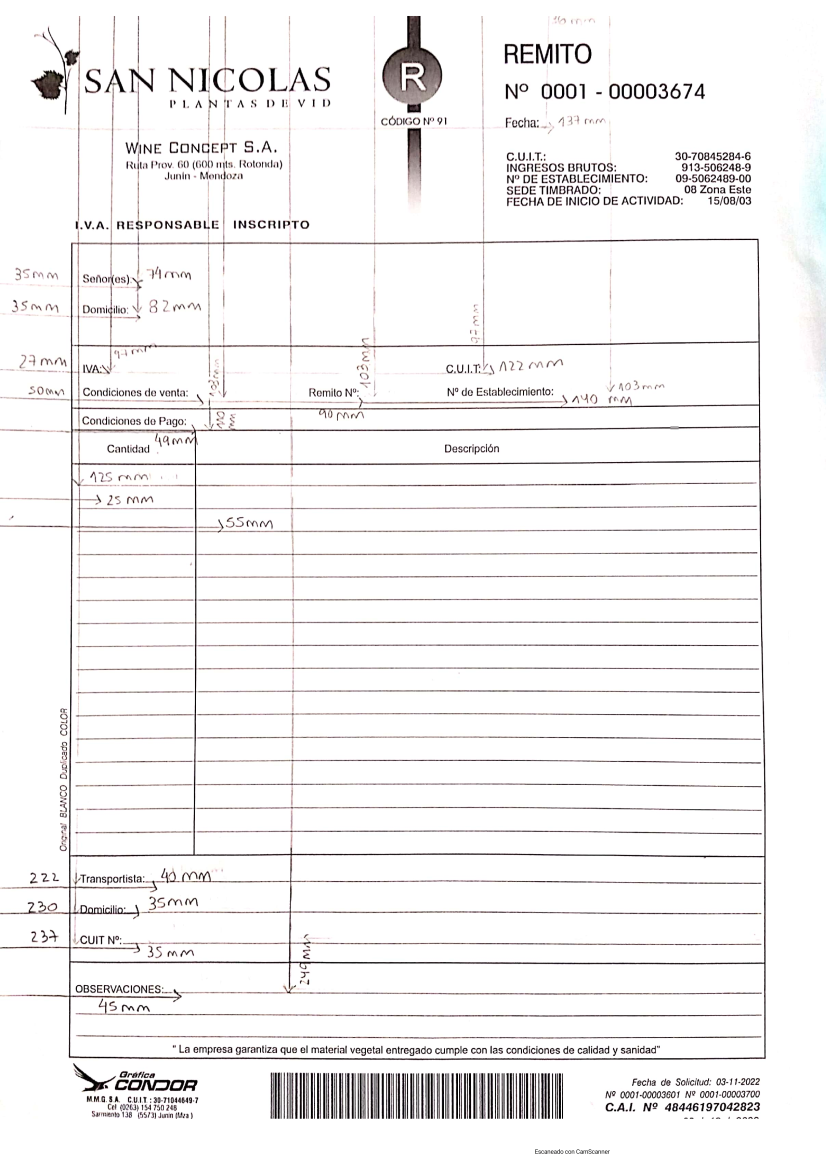 30 mm
SAN NICOLAS
PLANTAS DE VID
R
CÓDIGO Nº 91
REMITO
Nº 0001 - 00003674
Fecha: 137 mm
WINE CONCEPT S.A.
Ruta Prov. 60 (600 mts. Rotonda)
Junín - Mendoza
C.U.I.T.: 30-70845284-6
INGRESOS BRUTOS: 913-506248-9
Nº DE ESTABLECIMIENTO: 09-5062489-00
SEDE TIMBRADO: 08 Zona Este
FECHA DE INICIO DE ACTIVIDAD: 15/08/03
I.V.A. RESPONSABLE INSCRIPTO
35mm Señor(es): 74mm
35mm Domicilio: 82mm
97mm
27mm IVA: C.U.I.T: 122 mm
103mm
50mm Condiciones de venta: Remito Nº: Nº de Establecimiento: 103mm
140 mm
90mm
Condiciones de Pago: 110 mm
49mm
Cantidad Descripción
125 mm
25 mm
55mm
Original BLANCO Duplicado COLOR
222 Transportista: 40 mm
230 Domicilio: 35mm
237 CUIT Nº:
35 mm
249mm
OBSERVACIONES:
45mm
" La empresa garantiza que el material vegetal entregado cumple con las condiciones de calidad y sanidad"
Gráfica
CONDOR
M.M.G. S.A. C.U.I.T.: 30-71044649-7
Cel (0263) 154 750 248
Sarmiento 138 (5573) Junín (Mza)
Fecha de Solicitud: 03-11-2022
Nº 0001-00003601 Nº 0001-00003700
C.A.I. Nº 48446197042823
Escaneado con CamScanner